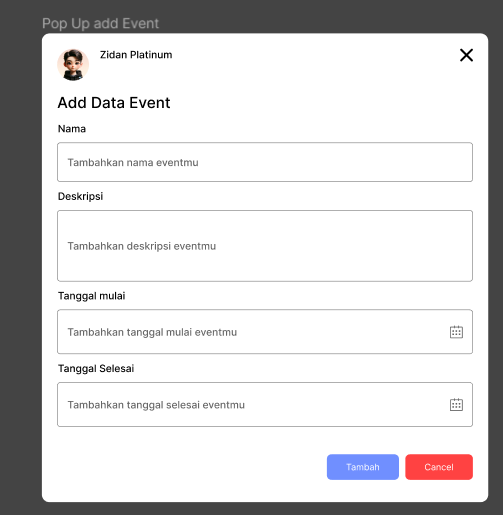 Pop Up add Event
Zidan Platinum
Add Data Event
Nama
Tambahkan nama eventmu
Deskripsi
Tambahkan deskripsi eventmu
Tanggal mulai
Tambahkan tanggal mulai eventmu
Tanggal Selesai
Tambahkan tanggal selesai eventmu
Tambah
Cancel